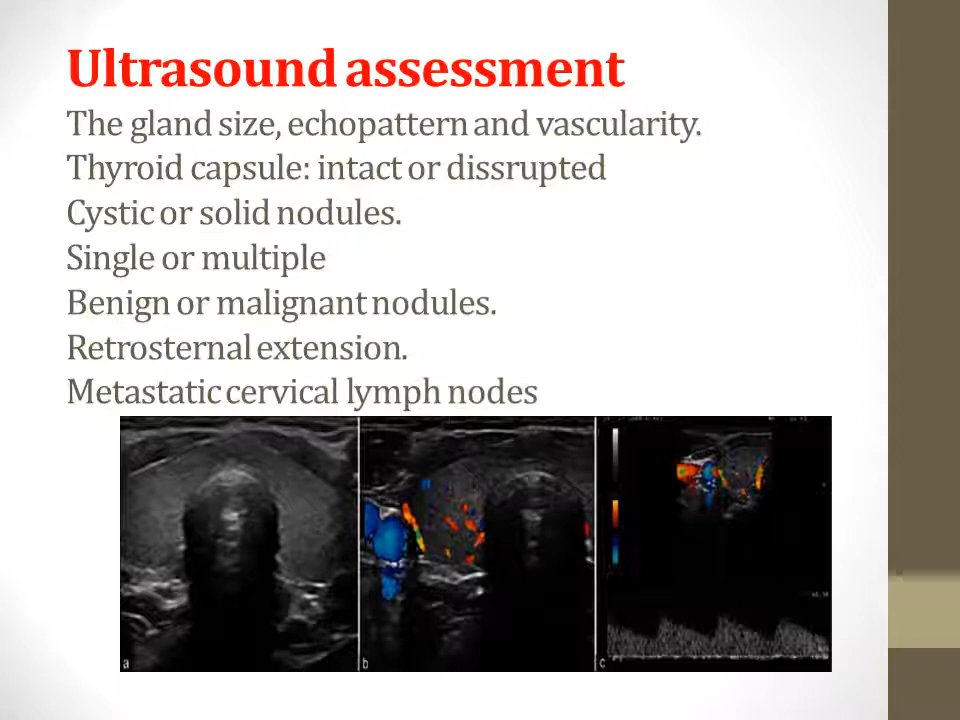 Ultrasound assessment
The gland size, echopattern and vascularity.
Thyroid capsule: intact or dissrupted
Cystic or solid nodules.
Single or multiple
Benign or malignant nodules.
Retrosternal extension.
Metastatic cervical lymph nodes
a
b
c